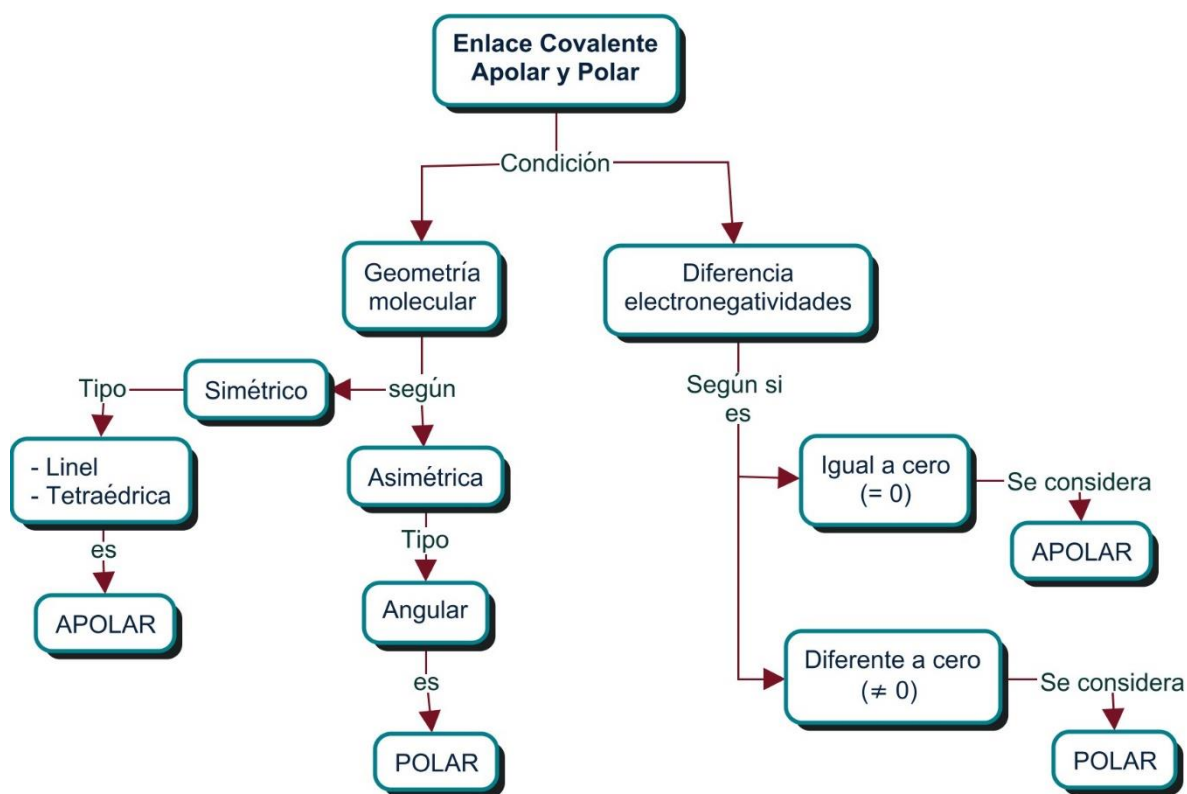 Enlace Covalente
Apolar y Polar
Condición
Geometría
molecular
Diferencia
electronegatividades
Tipo
Simétrico
según
Según si
es
- Linel
- Tetraédrica
Asimétrica
Igual a cero
(= 0)
Se considera
es
Tipo
APOLAR
APOLAR
Angular
Diferente a cero
(≠ 0)
Se considera
es
POLAR
POLAR